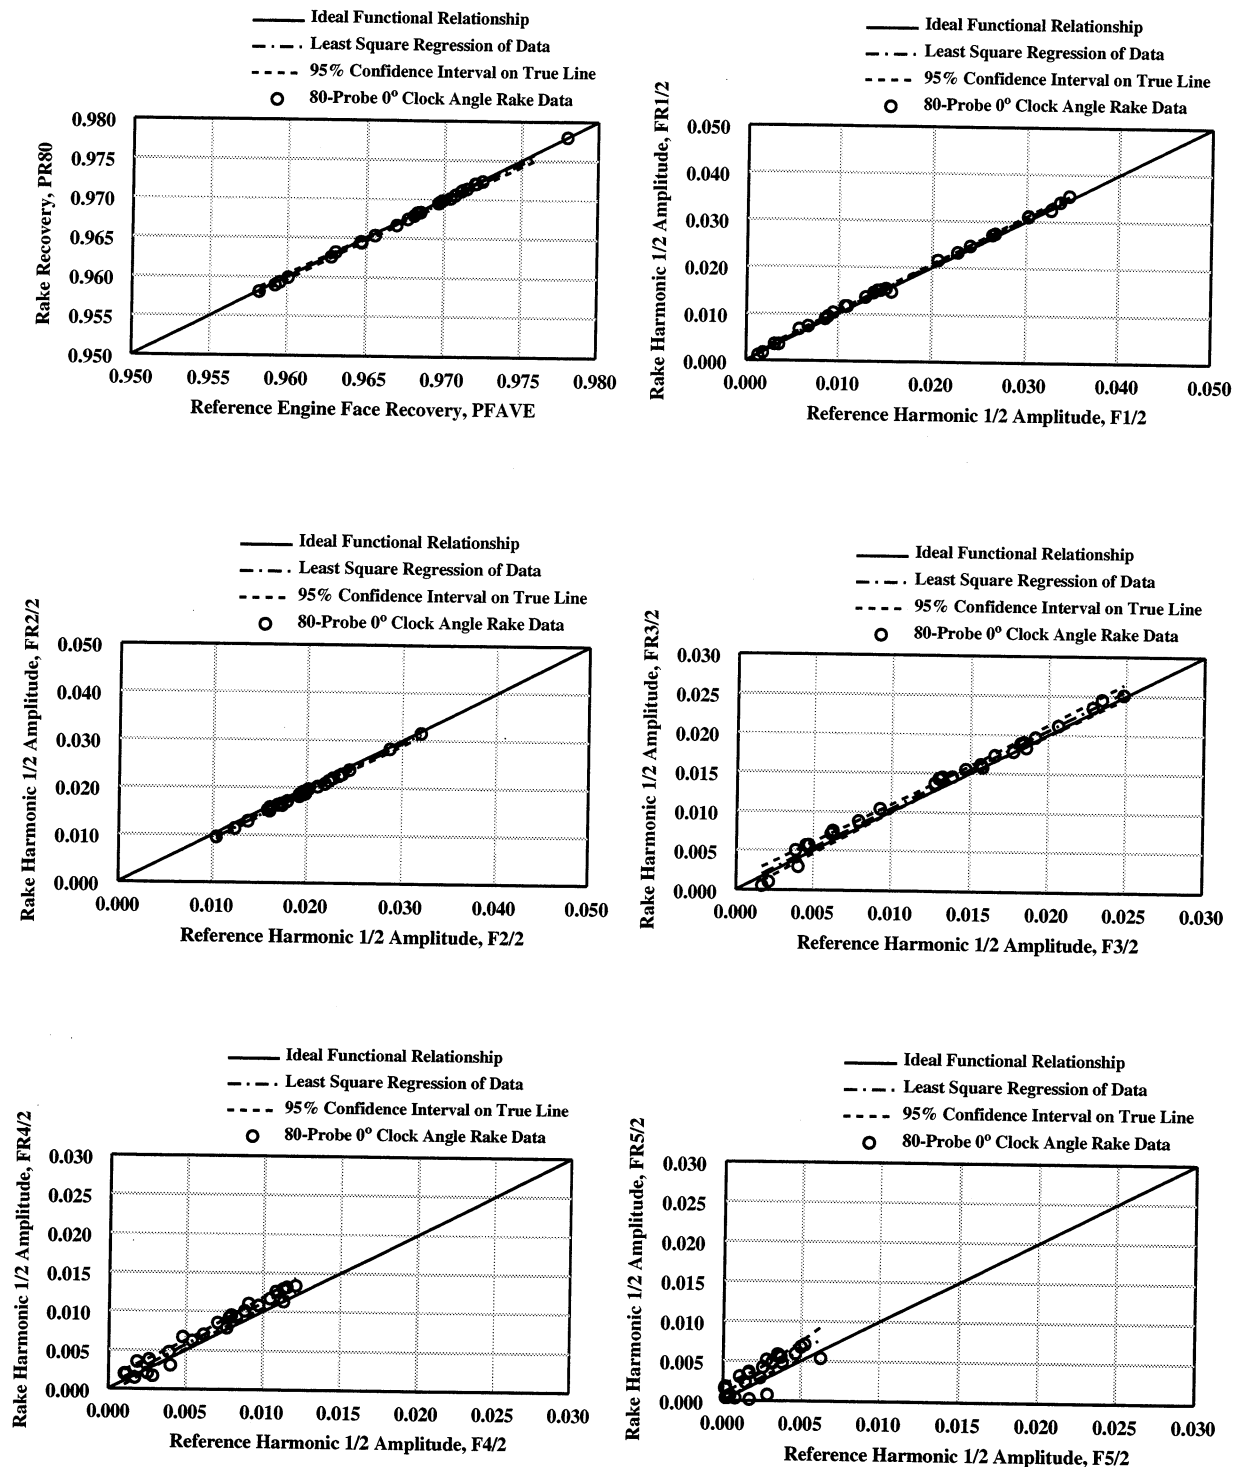 Ideal Functional Relationship
Least Square Regression of Data
95% Confidence Interval on True Line
80-Probe 0° Clock Angle Rake Data
Rake Recovery, PR80
0.980
0.975
0.970
0.965
0.960
0.955
0.950
0.950 0.955 0.960 0.965 0.970 0.975 0.980
Reference Engine Face Recovery, PFAVE
Ideal Functional Relationship
Least Square Regression of Data
95% Confidence Interval on True Line
80-Probe 0° Clock Angle Rake Data
Rake Harmonic 1/2 Amplitude, FR1/2
0.050
0.040
0.030
0.020
0.010
0.000
0.000 0.010 0.020 0.030 0.040 0.050
Reference Harmonic 1/2 Amplitude, F1/2
Ideal Functional Relationship
Least Square Regression of Data
95% Confidence Interval on True Line
80-Probe 0° Clock Angle Rake Data
Rake Harmonic 1/2 Amplitude, FR2/2
0.050
0.040
0.030
0.020
0.010
0.000
0.000 0.010 0.020 0.030 0.040 0.050
Reference Harmonic 1/2 Amplitude, F2/2
Ideal Functional Relationship
Least Square Regression of Data
95% Confidence Interval on True Line
80-Probe 0° Clock Angle Rake Data
Rake Harmonic 1/2 Amplitude, FR3/2
0.030
0.025
0.020
0.015
0.010
0.005
0.000
0.000 0.005 0.010 0.015 0.020 0.025 0.030
Reference Harmonic 1/2 Amplitude, F3/2
Ideal Functional Relationship
Least Square Regression of Data
95% Confidence Interval on True Line
80-Probe 0° Clock Angle Rake Data
Rake Harmonic 1/2 Amplitude, FR4/2
0.030
0.025
0.020
0.015
0.010
0.005
0.000
0.000 0.005 0.010 0.015 0.020 0.025 0.030
Reference Harmonic 1/2 Amplitude, F4/2
Ideal Functional Relationship
Least Square Regression of Data
95% Confidence Interval on True Line
80-Probe 0° Clock Angle Rake Data
Rake Harmonic 1/2 Amplitude, FR5/2
0.030
0.025
0.020
0.015
0.010
0.005
0.000
0.000 0.005 0.010 0.015 0.020 0.025 0.030
Reference Harmonic 1/2 Amplitude, F5/2